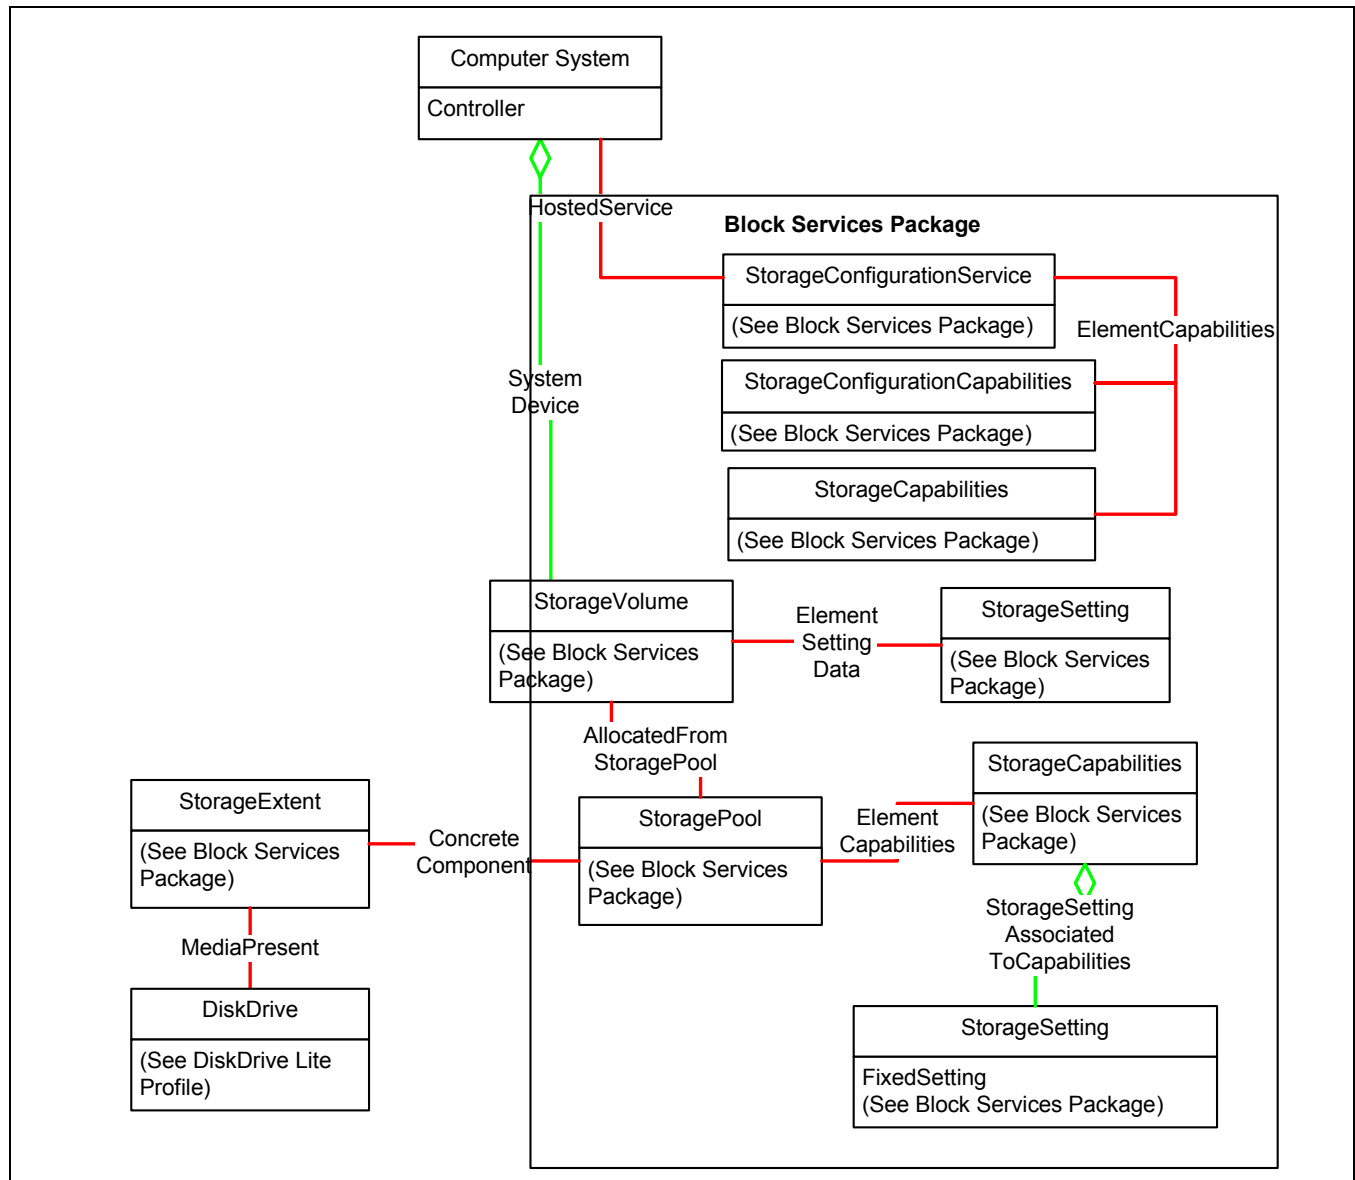 Computer System
Controller
HostedService
Block Services Package
StorageConfigurationService
(See Block Services Package)
ElementCapabilities
StorageConfigurationCapabilities
(See Block Services Package)
System
Device
StorageCapabilities
(See Block Services Package)
StorageVolume
(See Block Services
Package)
Element
Setting
Data
StorageSetting
(See Block Services
Package)
AllocatedFrom
StoragePool
StorageExtent
(See Block Services
Package)
Concrete
Component
StoragePool
(See Block Services
Package)
Element
Capabilities
StorageCapabilities
(See Block Services
Package)
MediaPresent
StorageSetting
Associated
ToCapabilities
DiskDrive
(See DiskDrive Lite
Profile)
StorageSetting
FixedSetting
(See Block Services Package)